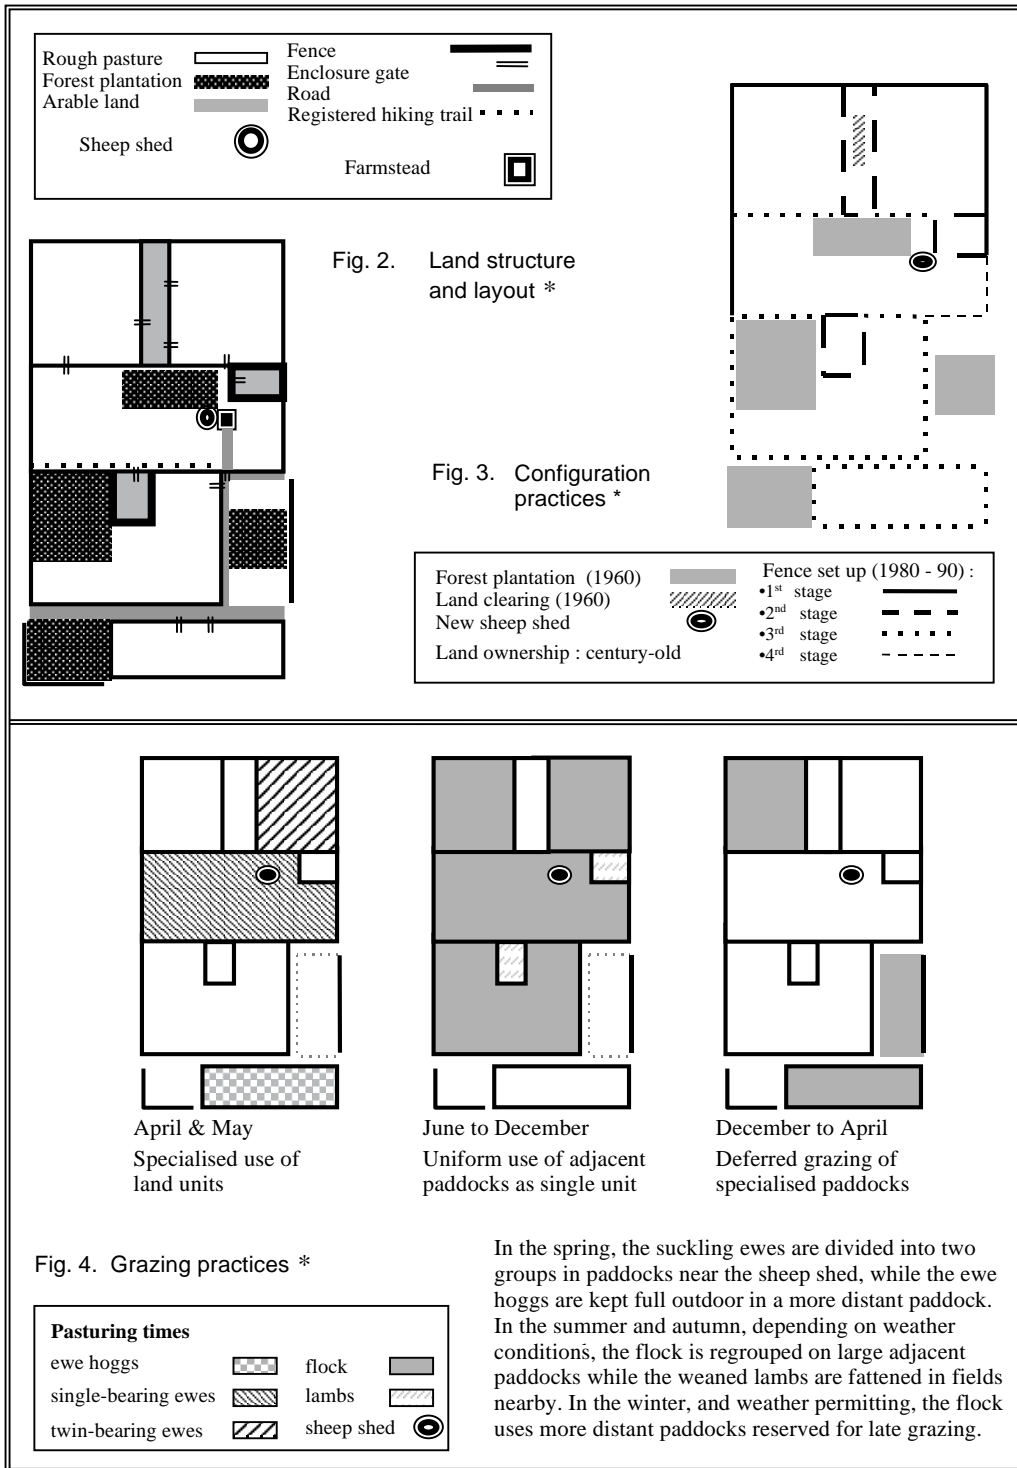 Rough pasture
Forest plantation
Arable land
Sheep shed
Fence
Enclosure gate
Road
Registered hiking trail
Farmstead
Fig. 2. Land structure
and layout *
Fig. 3. Configuration
practices *
Forest plantation (1960)
Land clearing (1960)
New sheep shed
Land ownership : century-old
Fence set up (1980 - 90) :
•1st stage
•2nd stage
•3rd stage
•4rd stage
April & May
Specialised use of
land units
June to December
Uniform use of adjacent
paddocks as single unit
December to April
Deferred grazing of
specialised paddocks
Fig. 4. Grazing practices *
Pasturing times
ewe hoggs
single-bearing ewes
twin-bearing ewes
flock
lambs
sheep shed
In the spring, the suckling ewes are divided into two
groups in paddocks near the sheep shed, while the ewe
hoggs are kept full outdoor in a more distant paddock.
In the summer and autumn, depending on weather
conditions, the flock is regrouped on large adjacent
paddocks while the weaned lambs are fattened in fields
nearby. In the winter, and weather permitting, the flock
uses more distant paddocks reserved for late grazing.